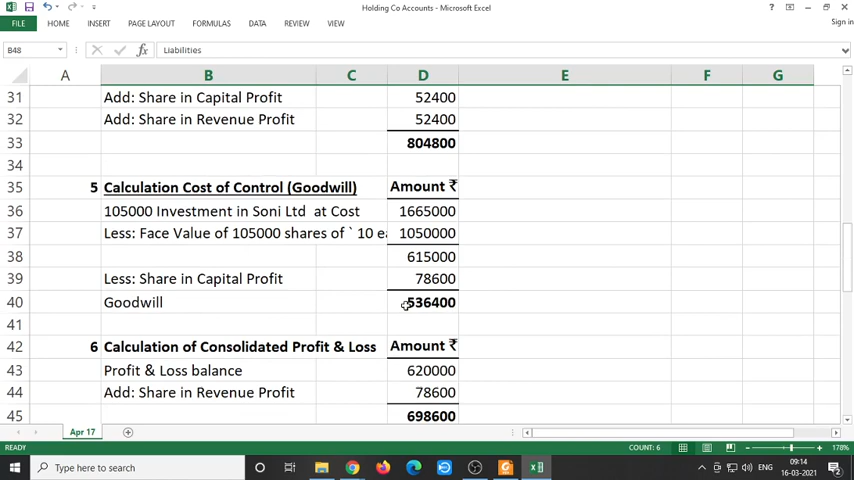 Holding Co Accounts - Microsoft Excel
? 
Sign in
FILE HOME INSERT PAGE LAYOUT FORMULAS DATA REVIEW VIEW
B48 fx Liabilities
A B C D E F G
31 Add: Share in Capital Profit 52400
32 Add: Share in Revenue Profit 52400
33 804800
34
35 5 Calculation Cost of Control (Goodwill) Amount ₹
36 105000 Investment in Soni Ltd at Cost 1665000
37 Less: Face Value of 105000 shares of ` 10 ea 1050000
38 615000
39 Less: Share in Capital Profit 78600
40 Goodwill 536400
41
42 6 Calculation of Consolidated Profit & Loss Amount ₹
43 Profit & Loss balance 620000
44 Add: Share in Revenue Profit 78600
45 698600
Apr 17
READY COUNT: 6 178%
Type here to search ENG 09:14
16-03-2021 2